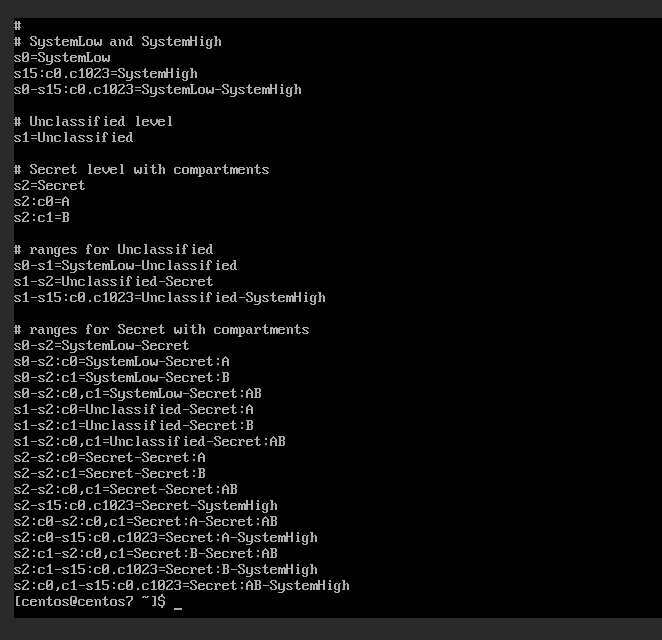 #
# SystemLow and SystemHigh
s0=SystemLow
s15:c0.c1023=SystemHigh
s0-s15:c0.c1023=SystemLow-SystemHigh
# Unclassified level
s1=Unclassified
# Secret level with compartments
s2=Secret
s2:c0=A
s2:c1=B
# ranges for Unclassified
s0-s1=SystemLow-Unclassified
s1-s2=Unclassified-Secret
s1-s15:c0.c1023=Unclassified-SystemHigh
# ranges for Secret with compartments
s0-s2=SystemLow-Secret
s0-s2:c0=SystemLow-Secret:A
s0-s2:c1=SystemLow-Secret:B
s0-s2:c0,c1=SystemLow-Secret:AB
s1-s2:c0=Unclassified-Secret:A
s1-s2:c1=Unclassified-Secret:B
s1-s2:c0,c1=Unclassified-Secret:AB
s2-s2:c0=Secret-Secret:A
s2-s2:c1=Secret-Secret:B
s2-s2:c0,c1=Secret-Secret:AB
s2-s15:c0.c1023=Secret-SystemHigh
s2:c0-s2:c0,c1=Secret:A-Secret:AB
s2:c0-s15:c0.c1023=Secret:A-SystemHigh
s2:c1-s2:c0,c1=Secret:B-Secret:AB
s2:c1-s15:c0.c1023=Secret:B-SystemHigh
s2:c0,c1-s15:c0.c1023=Secret:AB-SystemHigh
[centos@centos7 ~]$ _